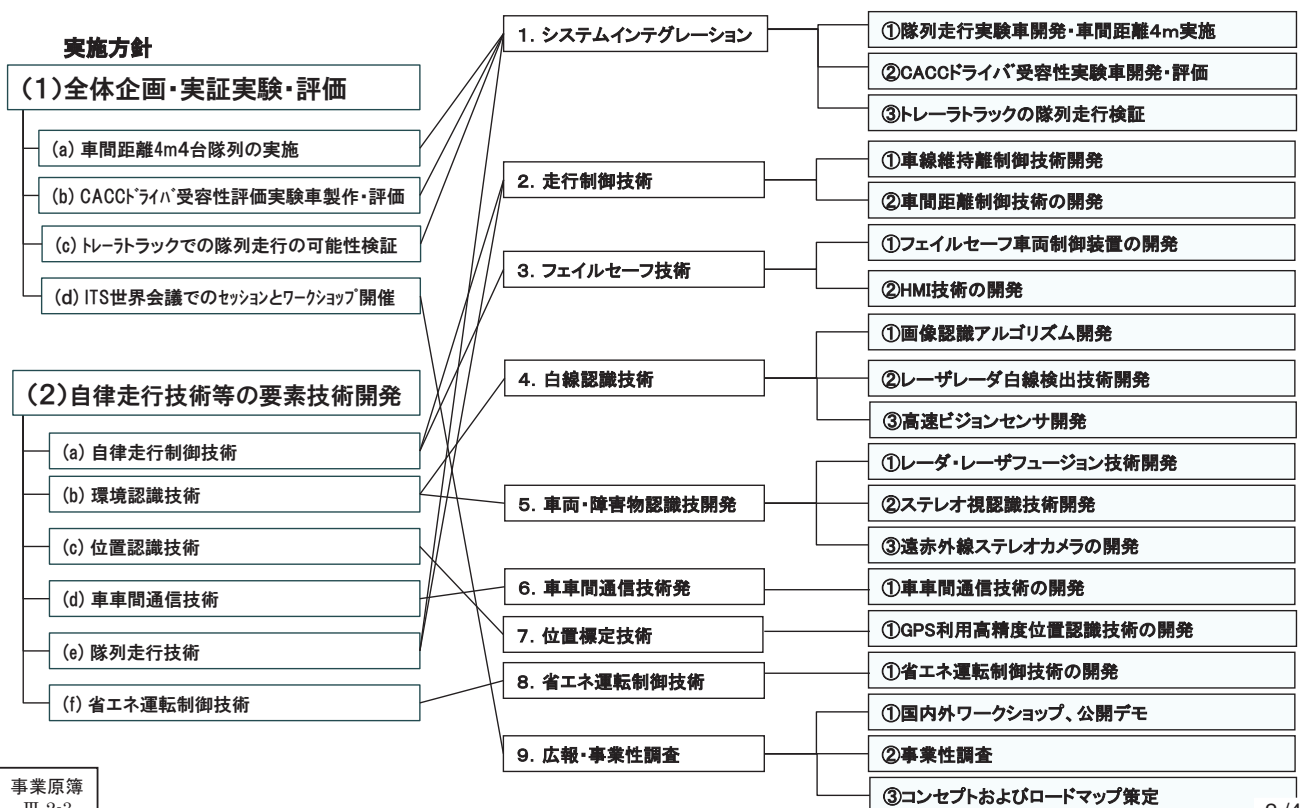 実施方針
(1)全体企画・実証実験・評価
(a) 車間距離4m4台隊列の実施
(b) CACCﾄﾞﾗｲﾊﾞ受容性評価実験車製作・評価
(c) ﾄﾚｰﾗﾄﾗｯｸでの隊列走行の可能性検証
(d) ITS世界会議でのｾｯｼｮﾝとﾜｰｸｼｮｯﾌﾟ開催
(2)自律走行技術等の要素技術開発
(a) 自律走行制御技術
(b) 環境認識技術
(c) 位置認識技術
(d) 車車間通信技術
(e) 隊列走行技術
(f) 省エネ運転制御技術
1. システムインテグレーション
2. 走行制御技術
3. フェイルセーフ技術
4. 白線認識技術
5. 車両・障害物認識技開発
6. 車車間通信技術発
7. 位置標定技術
8. 省エネ運転制御技術
9. 広報・事業性調査
①隊列走行実験車開発・車間距離4m実施
②CACCドライバ受容性実験車開発・評価
③トレーラトラックの隊列走行検証
①車線維持離制御技術開発
②車間距離制御技術の開発
①フェイルセーフ車両制御装置の開発
②HMI技術の開発
①画像認識アルゴリズム開発
②レーザレーダ白線検出技術開発
③高速ビジョンセンサ開発
①レーダ・レーザフュージョン技術開発
②ステレオ視認識技術開発
③遠赤外線ステレオカメラの開発
①車車間通信技術の開発
①GPS利用高精度位置認識技術の開発
①省エネ運転制御技術の開発
①国内外ワークショップ、公開デモ
②事業性調査
③コンセプトおよびロードマップ策定
事業原簿